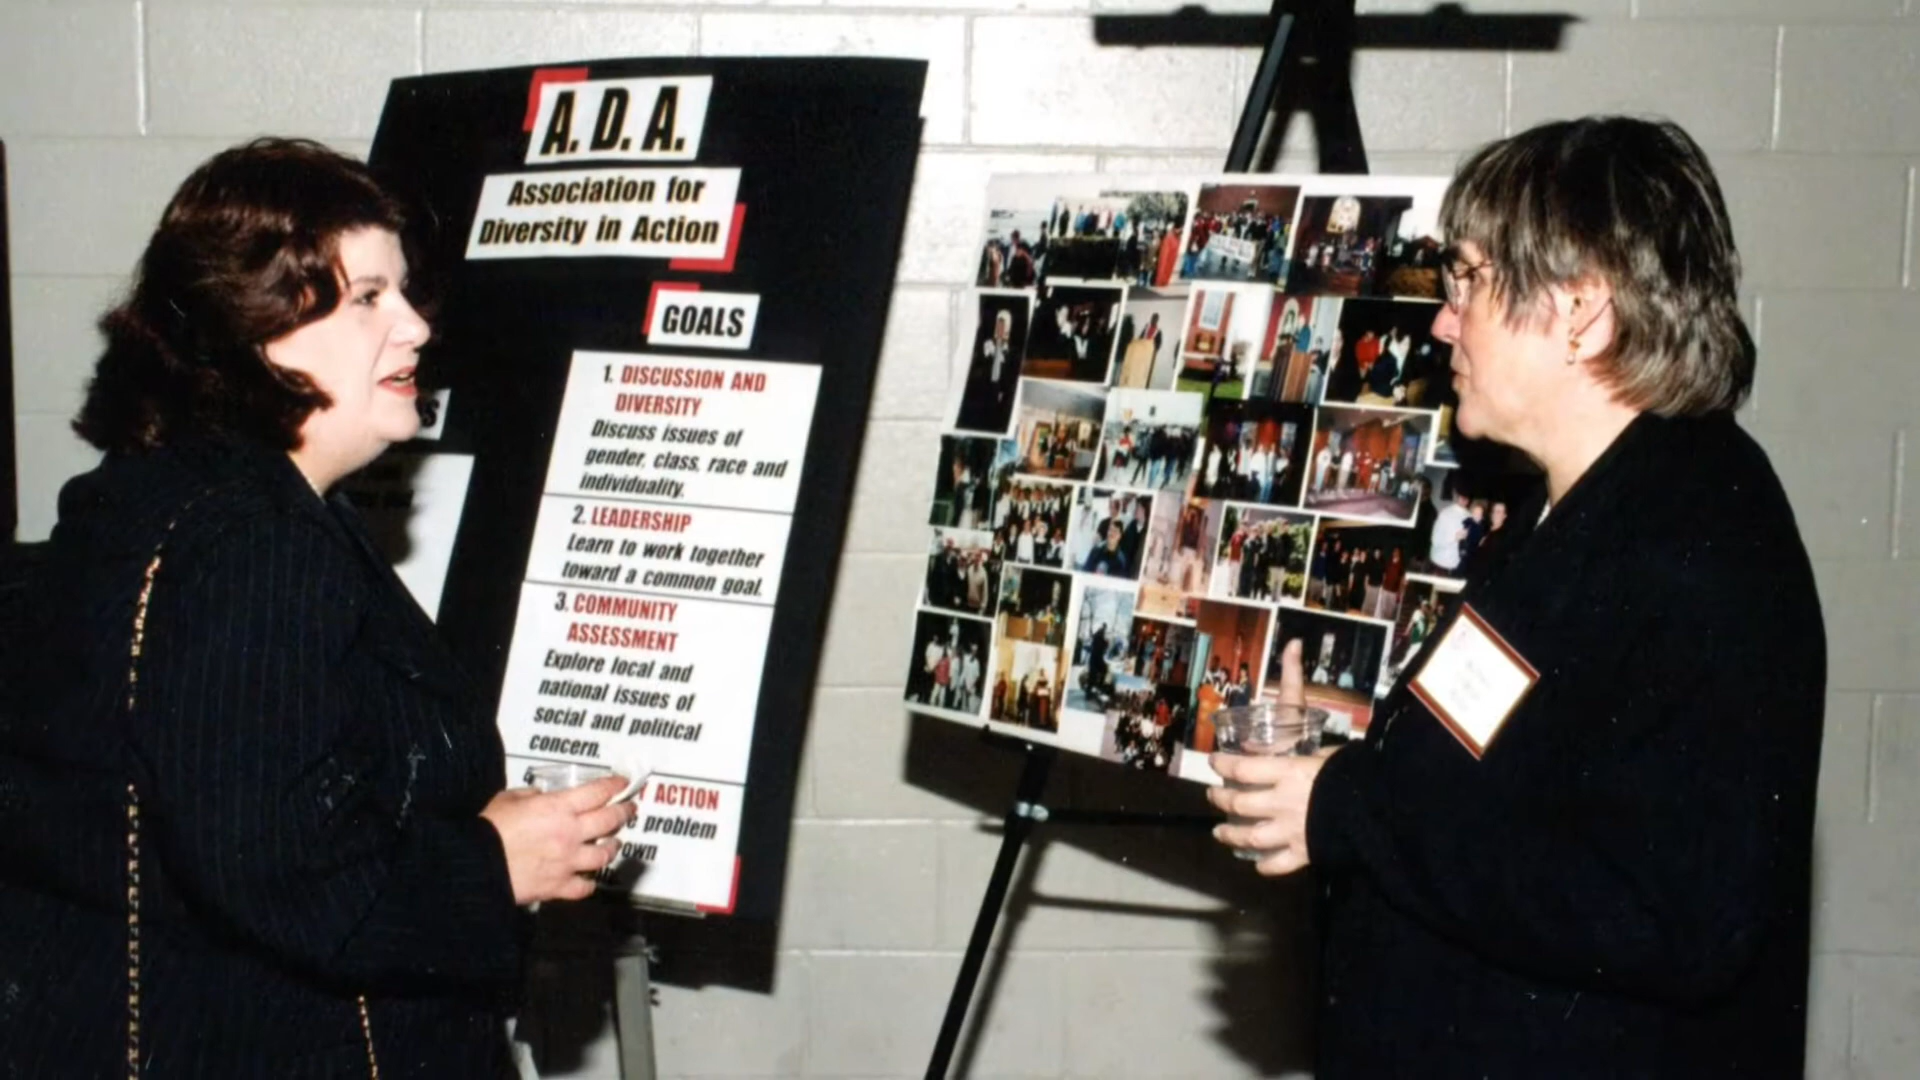 A.D.A.
Association for
Diversity in Action
GOALS
1. DISCUSSION AND
DIVERSITY
Discuss issues of
gender, class, race and
individuality.
2. LEADERSHIP
Learn to work together
toward a common goal.
3. COMMUNITY
ASSESSMENT
Explore local and
national issues of
social and political
concern.
ACTION
problem
own